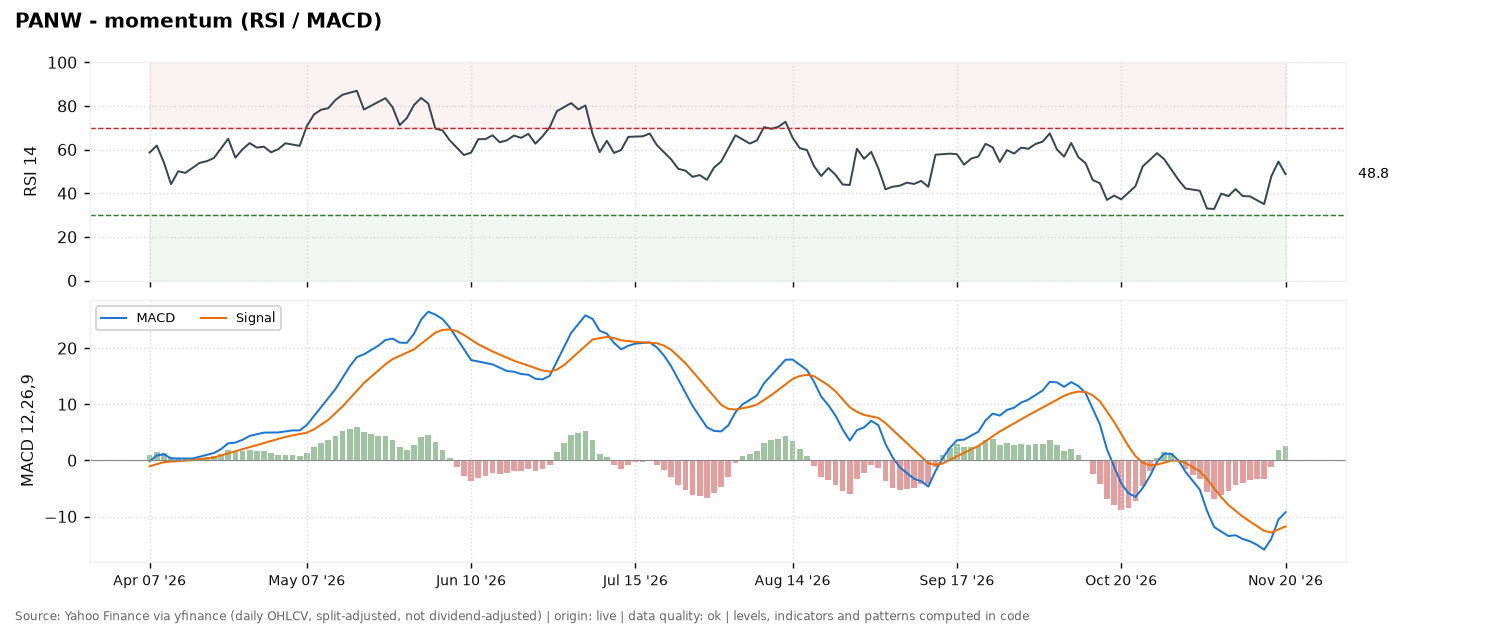 PANW - momentum (RSI / MACD)
100
80
60
40
20
0
RSI 14
48.8
MACD Signal
20
10
0
−10
MACD 12,26,9
Apr 07 '26 May 07 '26 Jun 10 '26 Jul 15 '26 Aug 14 '26 Sep 17 '26 Oct 20 '26 Nov 20 '26
Source: Yahoo Finance via yfinance (daily OHLCV, split-adjusted, not dividend-adjusted) | origin: live | data quality: ok | levels, indicators and patterns computed in code